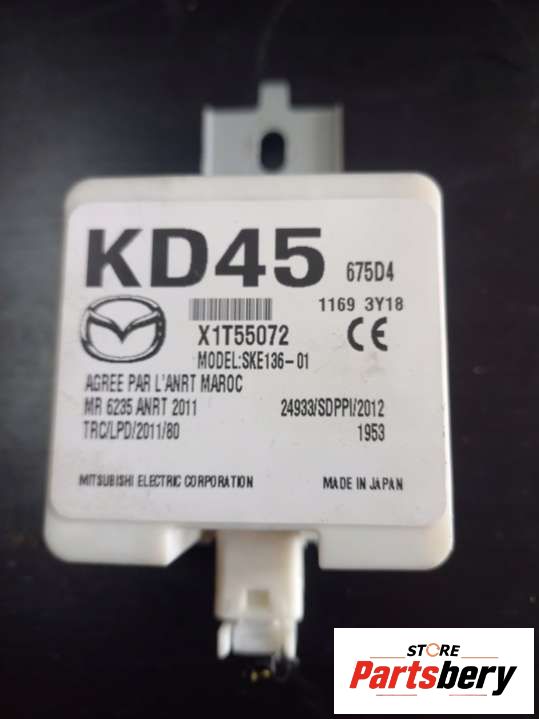 KD45 675D4
1169 3Y18
X1T55072
MODEL:SKE136-01
CE
AGREE PAR L'ANRT MAROC
MR 6235 ANRT 2011 24933/SDPPI/2012
TRC/LPD/2011/80 1953
MITSUBISHI ELECTRIC CORPORATION MADE IN JAPAN
STORE
Partsbery